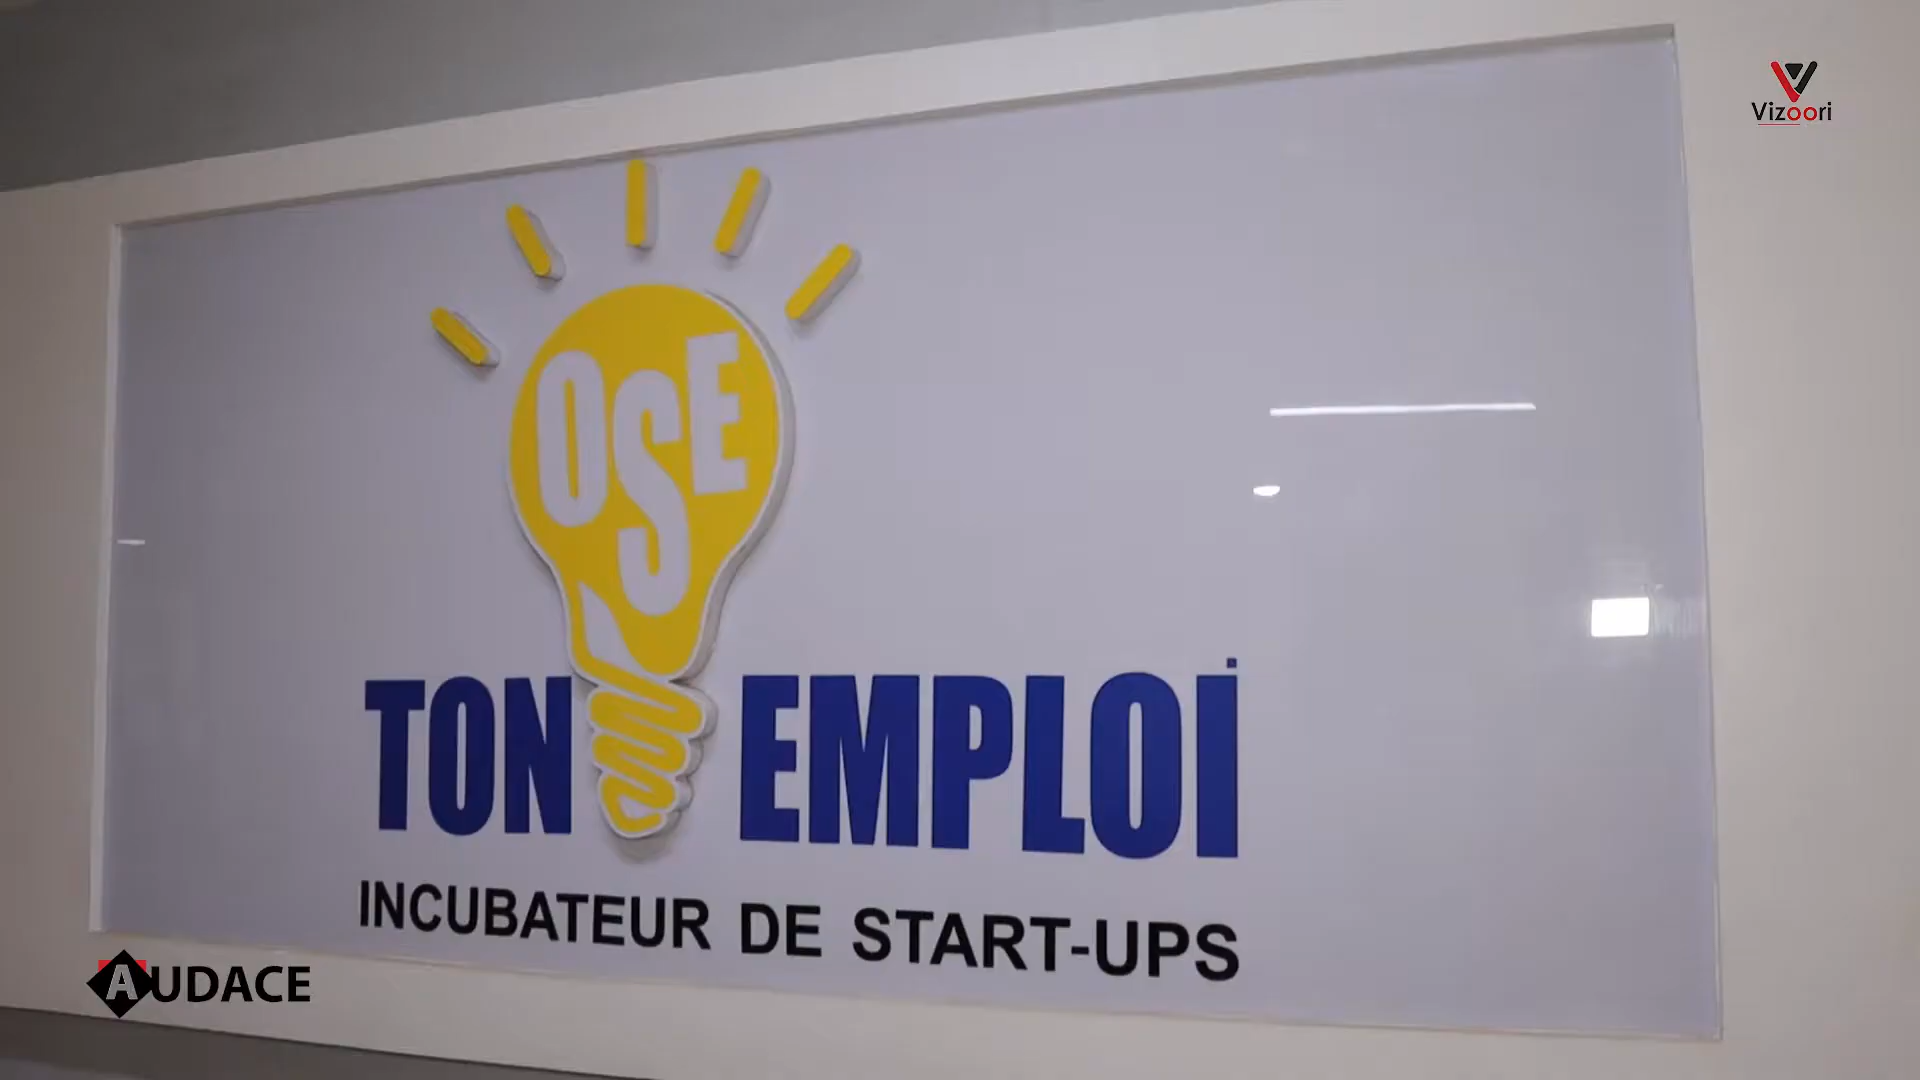 Vizoori
OSE
TON EMPLOI
INCUBATEUR DE START-UPS
AUDACE